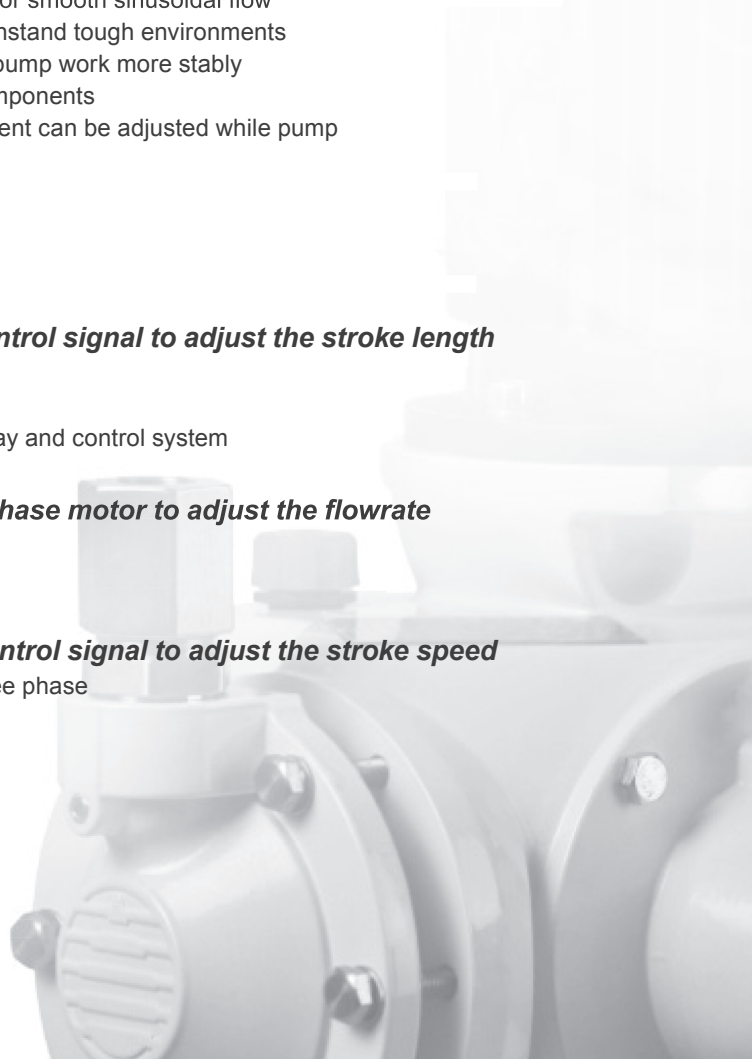 or smooth sinusoidal flow
nstand tough environments
pump work more stably
mponents
ent can be adjusted while pump
ntrol signal to adjust the stroke length
ay and control system
hase motor to adjust the flowrate
ntrol signal to adjust the stroke speed
ee phase